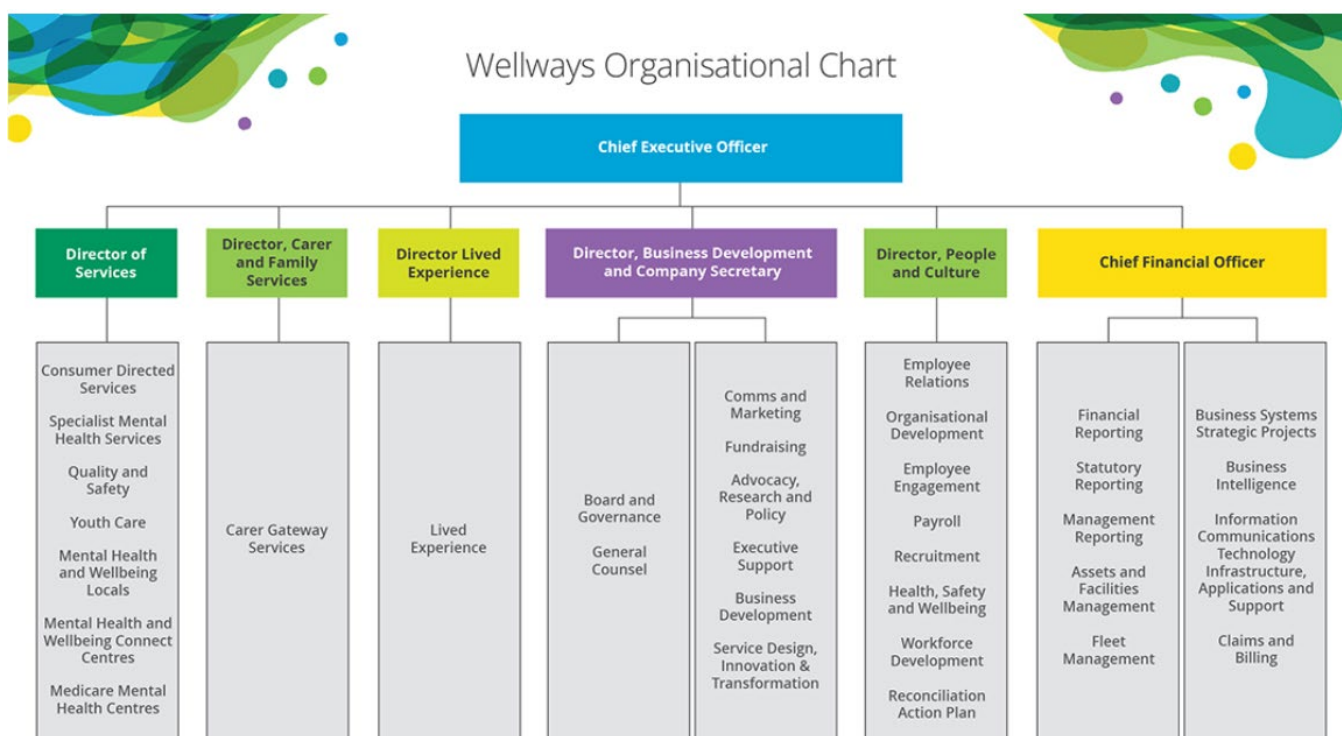 Wellways Organisational Chart
Chief Executive Officer
Director of
Services
Director, Carer
and Family
Services
Director Lived
Experience
Director, Business Development
and Company Secretary
Director, People
and Culture
Chief Financial Officer
Consumer Directed
Services
Specialist Mental
Health Services
Quality and
Safety
Youth Care
Mental Health
and Wellbeing
Locals
Mental Health and
Wellbeing Connect
Centres
Medicare Mental
Health Centres
Carer Gateway
Services
Lived
Experience
Board and
Governance
General
Counsel
Comms and
Marketing
Fundraising
Advocacy,
Research and
Policy
Executive
Support
Business
Development
Service Design,
Innovation &
Transformation
Employee
Relations
Organisational
Development
Employee
Engagement
Payroll
Recruitment
Health, Safety
and Wellbeing
Workforce
Development
Reconciliation
Action Plan
Financial
Reporting
Statutory
Reporting
Management
Reporting
Assets and
Facilities
Management
Fleet
Management
Business Systems
Strategic Projects
Business
Intelligence
Information
Communications
Technology
Infrastructure,
Applications and
Support
Claims and
Billing